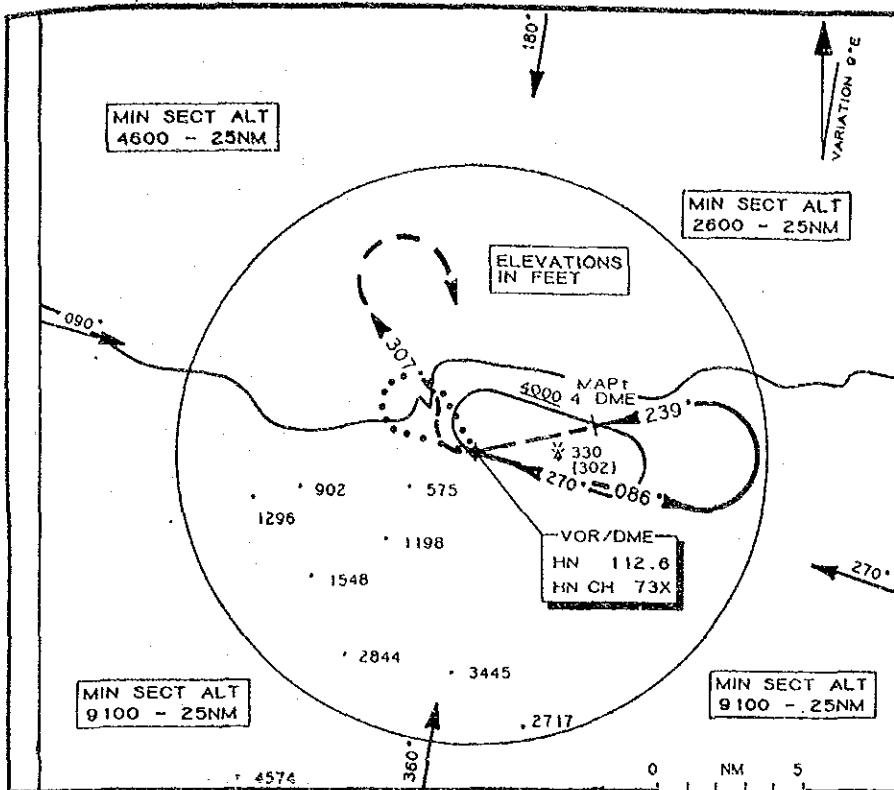 180°
VARIATION 9°E
MIN SECT ALT
4600 - 25NM
MIN SECT ALT
2600 - 25NM
ELEVATIONS
IN FEET
090°
307°
4000
MAPt
4 DME
239°
330
(302)
270°
086°
902
575
1296
1198
VOR/DME
HN 112.6
HN CH 73X
1548
270°
2844
3445
MIN SECT ALT
9100 - 25NM
MIN SECT ALT
9100 - 25NM
2717
360°
4574
0 NM 5